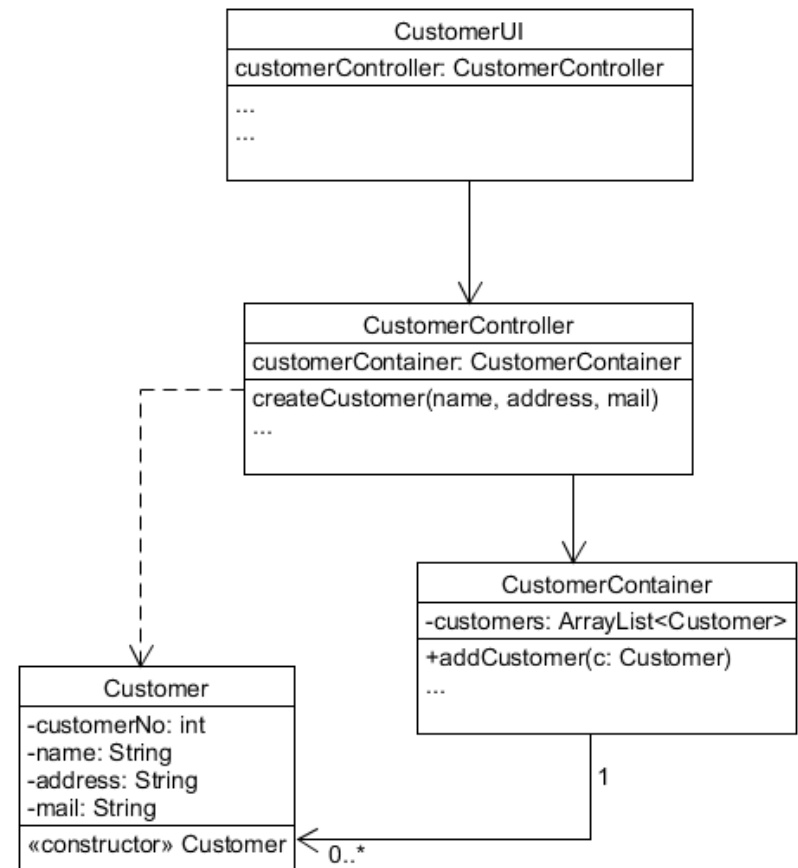 CustomerUI
customerController: CustomerController
...
...
CustomerController
customerContainer: CustomerContainer
createCustomer(name, address, mail)
...
CustomerContainer
-customers: ArrayList<Customer>
+addCustomer(c: Customer)
...
Customer
-customerNo: int
-name: String
-address: String
-mail: String
«constructor» Customer
1
0..*